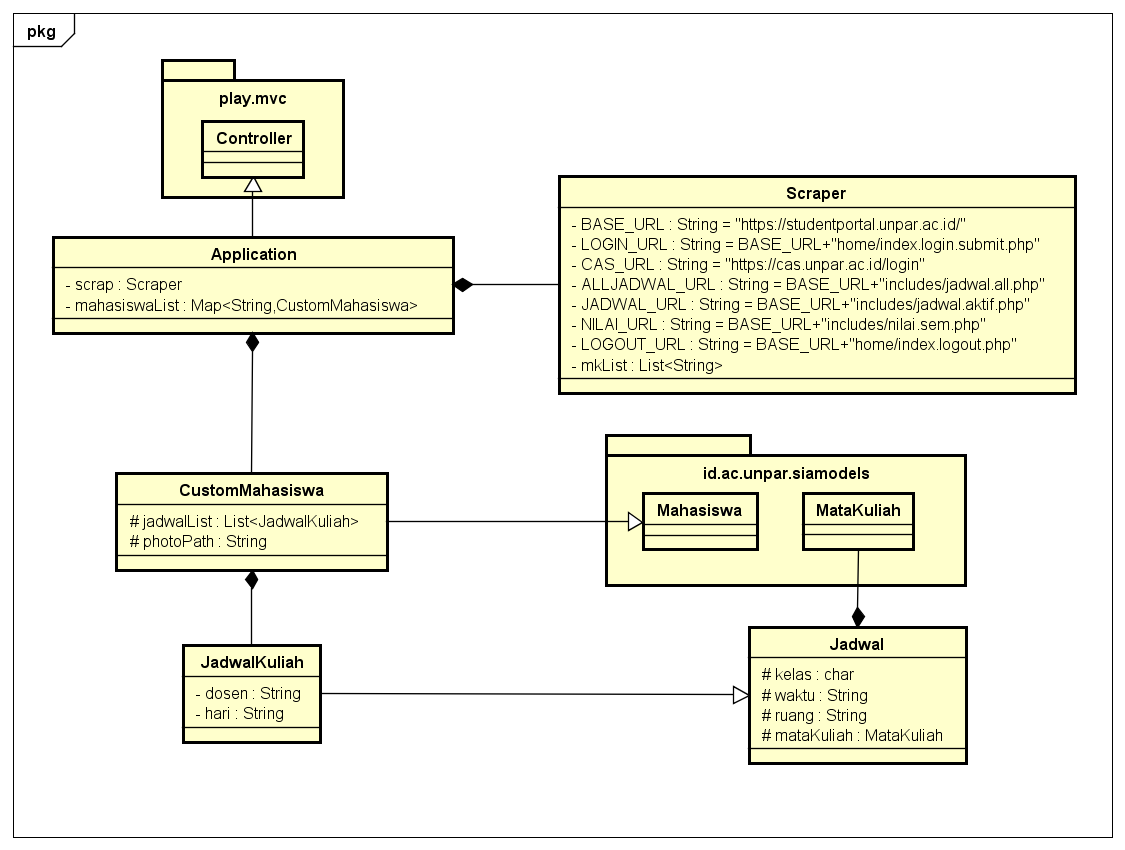 pkg
play.mvc
Controller
Application
- scrap : Scraper
- mahasiswaList : Map<String,CustomMahasiswa>
Scraper
- BASE_URL : String = "https://studentportal.unpar.ac.id/"
- LOGIN_URL : String = BASE_URL+"home/index.login.submit.php"
- CAS_URL : String = "https://cas.unpar.ac.id/login"
- ALLJADWAL_URL : String = BASE_URL+"includes/jadwal.all.php"
- JADWAL_URL : String = BASE_URL+"includes/jadwal.aktif.php"
- NILAI_URL : String = BASE_URL+"includes/nilai.sem.php"
- LOGOUT_URL : String = BASE_URL+"home/index.logout.php"
- mkList : List<String>
CustomMahasiswa
# jadwalList : List<JadwalKuliah>
# photoPath : String
id.ac.unpar.siamodels
Mahasiswa
MataKuliah
JadwalKuliah
- dosen : String
- hari : String
Jadwal
# kelas : char
# waktu : String
# ruang : String
# mataKuliah : MataKuliah